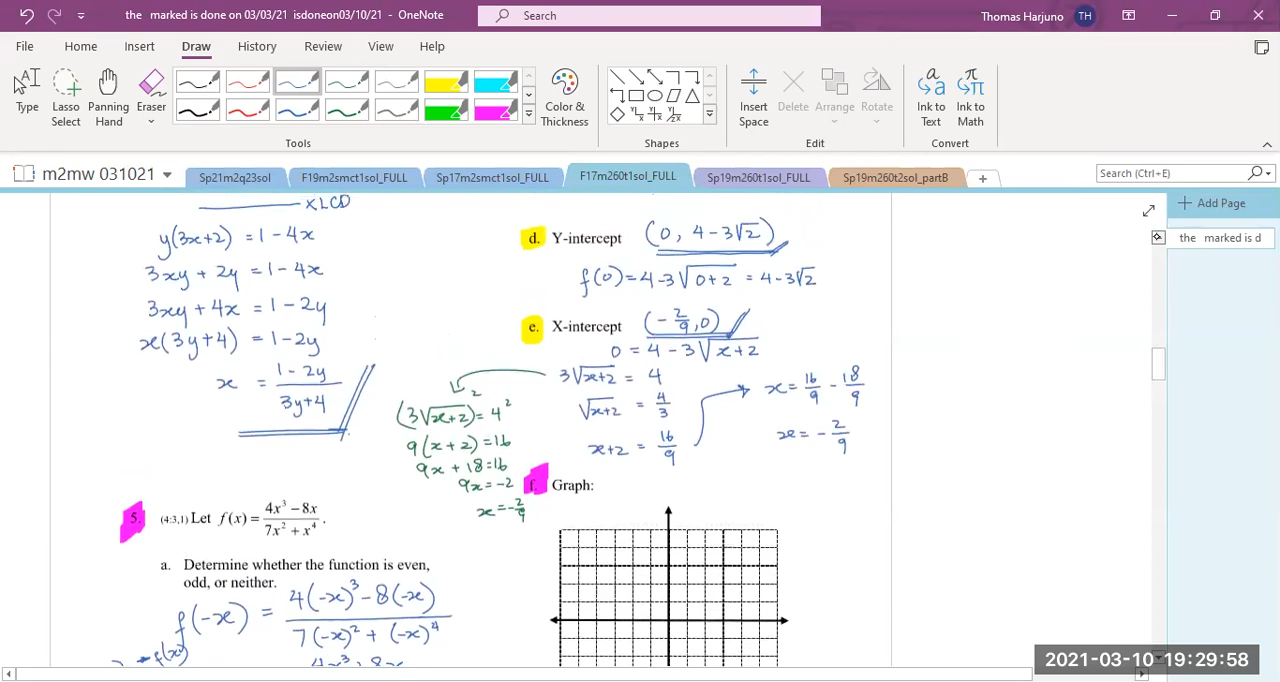 the marked is done on 03/03/21 isdoneon03/10/21 - OneNote
Search
Thomas Harjuno
TH
File Home Insert Draw History Review View Help
Type
Lasso Select
Panning Hand
Eraser
Color & Thickness
Insert Space
Delete
Arrange
Rotate
Ink to Text
Ink to Math
Tools
Shapes
Edit
Convert
m2mw 031021
Sp21m2q23sol
F19m2smct1sol_FULL
Sp17m2smct1sol_FULL
F17m260t1sol_FULL
Sp19m260t1sol_FULL
Sp19m260t2sol_partB
Search (Ctrl+E)
Add Page
the marked is d
× LCD
y(3x+2) = 1 − 4x
3xy + 2y = 1 − 4x
3xy + 4x = 1 − 2y
x(3y+4) = 1 − 2y
x = (1 − 2y)/(3y+4)
5. (4:3,1) Let f(x) = (4x³ − 8x)/(7x² + x⁴).
a. Determine whether the function is even,
odd, or neither.
f(-x) = (4(-x)³ − 8(-x))/(7(-x)² + (-x)⁴)
d. Y-intercept (0, 4 − 3√2)
f(0) = 4 − 3√(0+2) = 4 − 3√2
e. X-intercept (−2/9, 0)
0 = 4 − 3√(x+2)
3√(x+2) = 4
√(x+2) = 4/3
x+2 = 16/9
x = 16/9 − 18/9
x = −2/9
(3√(x+2))² = 4²
9(x+2) = 16
9x + 18 = 16
9x = −2
x = −2/9
f. Graph:
2021-03-10 19:29:58